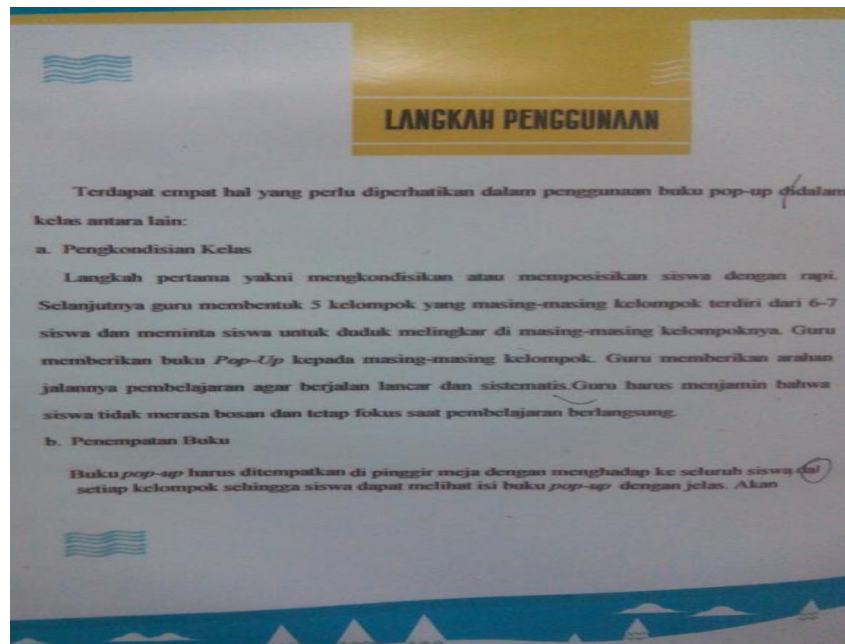 LANGKAH PENGGUNAAN
Terdapat empat hal yang perlu diperhatikan dalam penggunaan buku pop-up didalam
kelas antara lain:
a. Pengkondisian Kelas
Langkah pertama yakni mengkondisikan atau memposisikan siswa dengan rapi.
Selanjutnya guru membentuk 5 kelompok yang masing-masing kelompok terdiri dari 6-7
siswa dan meminta siswa untuk duduk melingkar di masing-masing kelompoknya. Guru
memberikan buku Pop-Up kepada masing-masing kelompok. Guru memberikan arahan
jalannya pembelajaran agar berjalan lancar dan sistematis.Guru harus menjamin bahwa
siswa tidak merasa bosan dan tetap fokus saat pembelajaran berlangsung.
b. Penempatan Buku
Buku pop-up harus ditempatkan di pinggir meja dengan menghadap ke seluruh siswa dai
setiap kelompok sehingga siswa dapat melihat isi buku pop-up dengan jelas. Akan